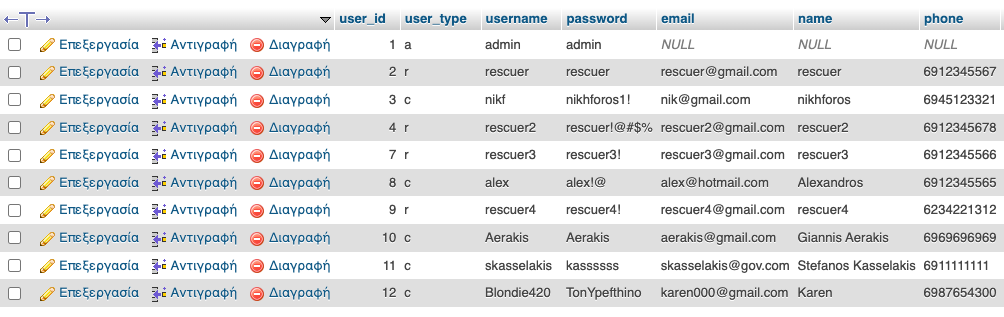 user_id user_type username password email name phone
Επεξεργασία Αντιγραφή Διαγραφή 1 a admin admin NULL NULL NULL
Επεξεργασία Αντιγραφή Διαγραφή 2 r rescuer rescuer rescuer@gmail.com rescuer 6912345567
Επεξεργασία Αντιγραφή Διαγραφή 3 c nikf nikhforos1! nik@gmail.com nikhforos 6945123321
Επεξεργασία Αντιγραφή Διαγραφή 4 r rescuer2 rescuer!@#$% rescuer2@gmail.com rescuer2 6912345678
Επεξεργασία Αντιγραφή Διαγραφή 7 r rescuer3 rescuer3! rescuer3@gmail.com rescuer3 6912345566
Επεξεργασία Αντιγραφή Διαγραφή 8 c alex alex!@ alex@hotmail.com Alexandros 6912345565
Επεξεργασία Αντιγραφή Διαγραφή 9 r rescuer4 rescuer4! rescuer4@gmail.com rescuer4 6234221312
Επεξεργασία Αντιγραφή Διαγραφή 10 c Aerakis Aerakis aerakis@gmail.com Giannis Aerakis 6969696969
Επεξεργασία Αντιγραφή Διαγραφή 11 c skasselakis kassssss skasselakis@gov.com Stefanos Kasselakis 6911111111
Επεξεργασία Αντιγραφή Διαγραφή 12 c Blondie420 TonYpefthino karen000@gmail.com Karen 6987654300